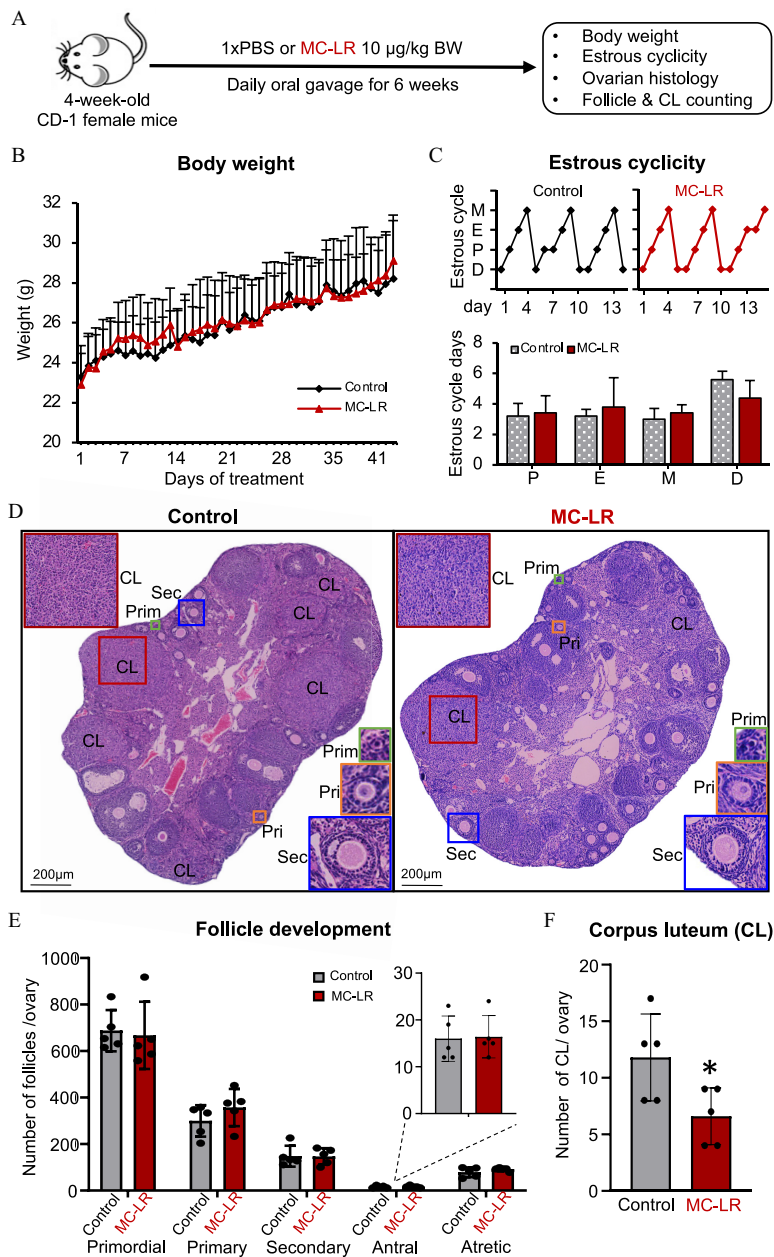 A
4-week-old
CD-1 female mice
1xPBS or MC-LR 10 µg/kg BW
Daily oral gavage for 6 weeks
• Body weight
• Estrous cyclicity
• Ovarian histology
• Follicle & CL counting
B
Body weight
Weight (g)
32
30
28
26
24
22
20
Control
MC-LR
1 7 14 21 28 35 41
Days of treatment
C
Estrous cyclicity
Control
MC-LR
Estrous cycle
M
E
P
D
day 1 4 7 10 13 1 4 7 10 13
Estrous cycle days
8
6
4
2
0
Control MC-LR
P E M D
D
Control
MC-LR
CL
Prim
Sec
CL
CL
CL
CL
CL
CL
Prim
Pri
Sec
Pri
200µm
CL
Prim
Pri
CL
CL
Prim
Pri
Sec
Sec
200µm
E
Follicle development
Number of follicles /ovary
1000
800
600
400
200
0
Control
MC-LR
30
20
10
0
Control MC-LR Control MC-LR Control MC-LR Control MC-LR Control MC-LR
Primordial Primary Secondary Antral Atretic
F
Corpus luteum (CL)
Number of CL/ ovary
20
15
10
5
0
*
Control MC-LR